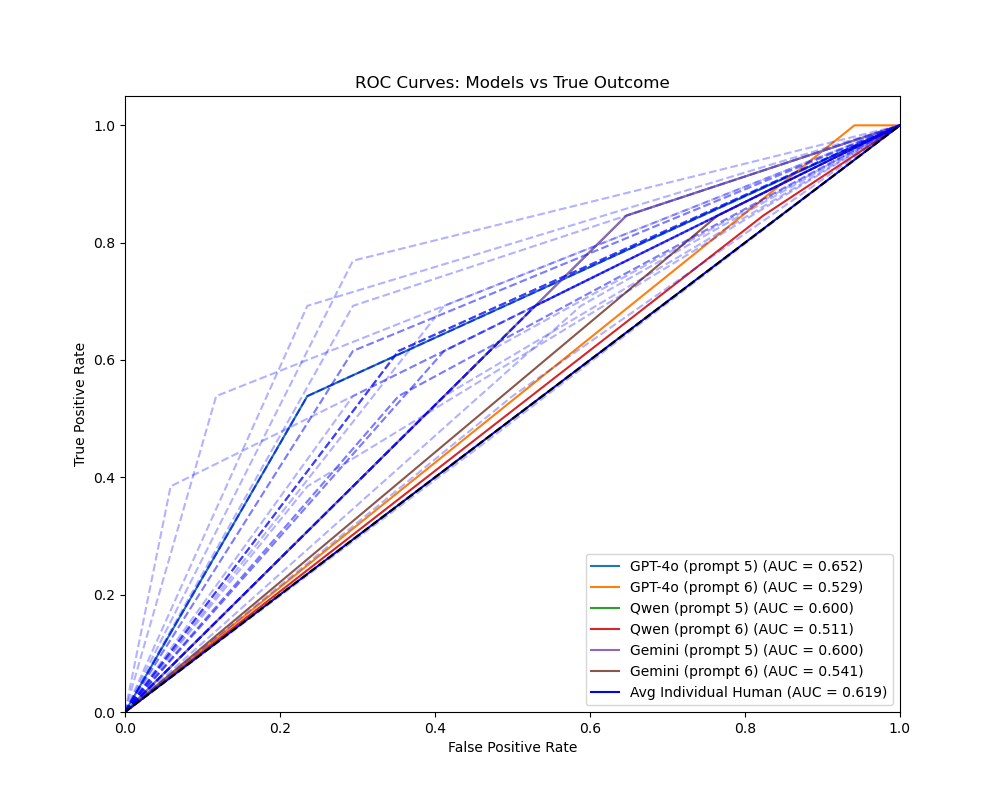 ROC Curves: Models vs True Outcome
True Positive Rate
1.0
0.8
0.6
0.4
0.2
0.0
GPT-4o (prompt 5) (AUC = 0.652)
GPT-4o (prompt 6) (AUC = 0.529)
Qwen (prompt 5) (AUC = 0.600)
Qwen (prompt 6) (AUC = 0.511)
Gemini (prompt 5) (AUC = 0.600)
Gemini (prompt 6) (AUC = 0.541)
Avg Individual Human (AUC = 0.619)
0.0 0.2 0.4 0.6 0.8 1.0
False Positive Rate